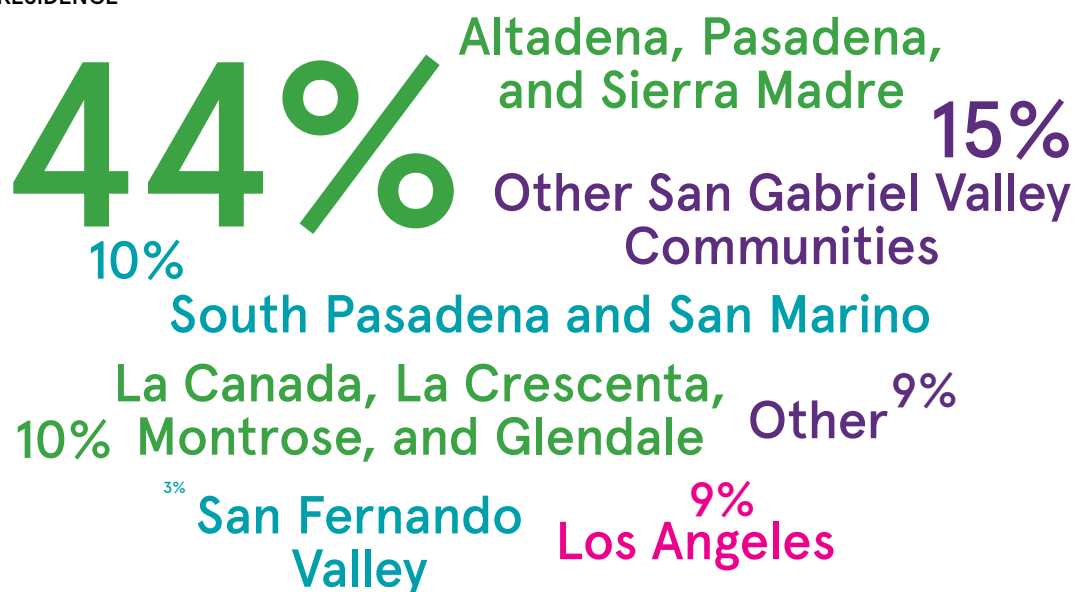 RESIDENCE
44%
Altadena, Pasadena,
and Sierra Madre
15%
Other San Gabriel Valley
Communities
10%
South Pasadena and San Marino
La Canada, La Crescenta,
10% Montrose, and Glendale
Other 9%
3%
San Fernando
Valley
9%
Los Angeles